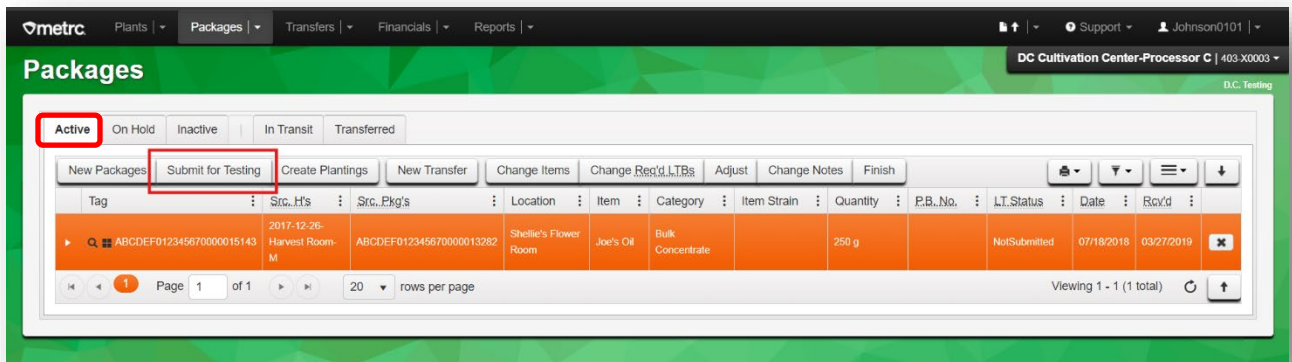 metrc Plants Packages Transfers Financials Reports Support Johnson0101
DC Cultivation Center-Processor C | 403-X0003
Packages
D.C. Testing
Active On Hold Inactive In Transit Transferred
New Packages Submit for Testing Create Plantings New Transfer Change Items Change Req'd LTBs Adjust Change Notes Finish
Tag Src. H's Src. Pkg's Location Item Category Item Strain Quantity P.B. No. LT Status Date Rcv'd
2017-12-26-
Harvest Room-
M
ABCDEF012345670000015143 ABCDEF012345670000013282
Shellie's Flower
Room
Joe's Oil
Bulk
Concentrate
250 g NotSubmitted 07/18/2018 03/27/2019
1 Page 1 of 1 20 rows per page Viewing 1 - 1 (1 total)